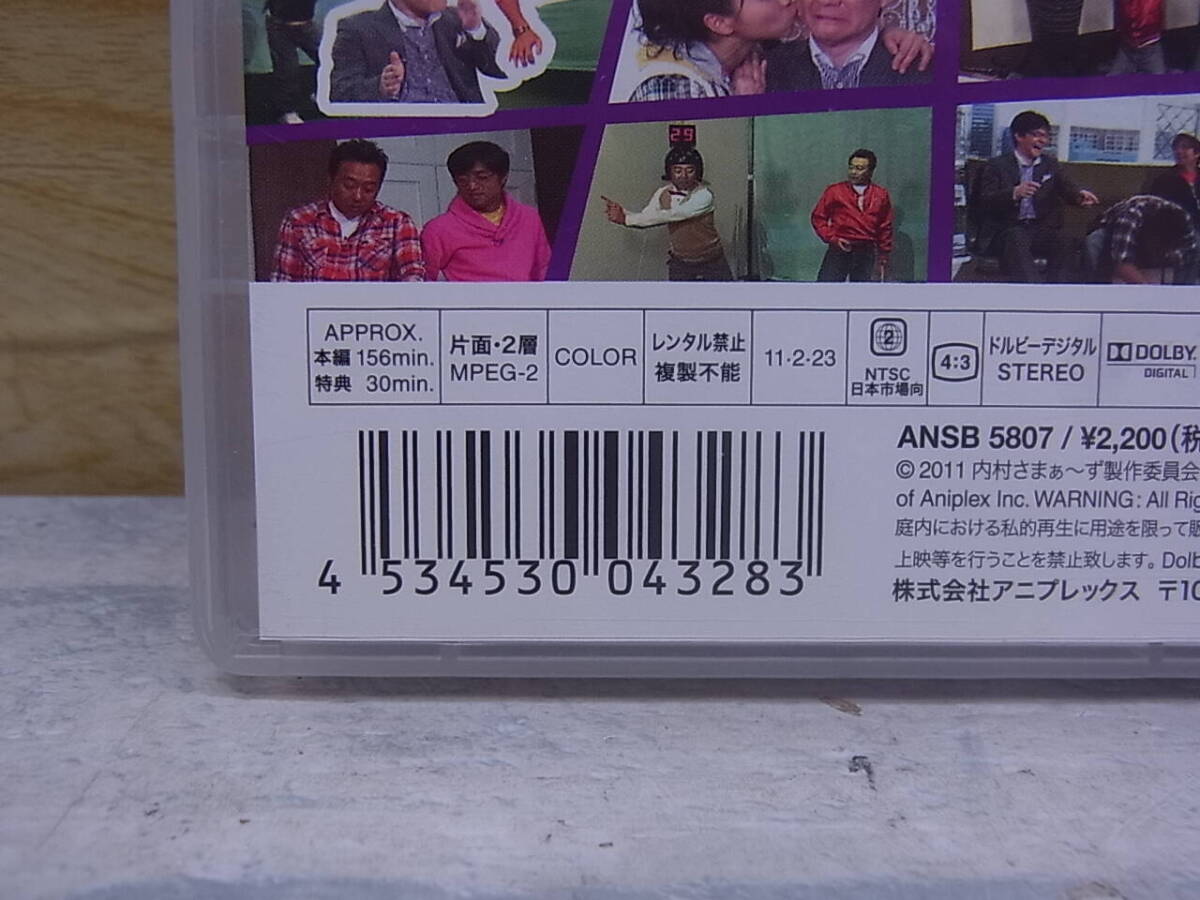 29
APPROX.
本編 156min.
特典 30min.
片面・2層
MPEG-2
COLOR
レンタル禁止
複製不能
11・2・23
2
NTSC
日本市場向
4:3
ドルビーデジタル
STEREO
DOLBY
DIGITAL
ANSB 5807 / ¥2,200(税
© 2011 内村さまぁ〜ず製作委員会
of Aniplex Inc. WARNING: All Rig
庭内における私的再生に用途を限って販
上映等を行うことを禁止致します。Dolb
株式会社アニプレックス 〒10
4 534530 043283